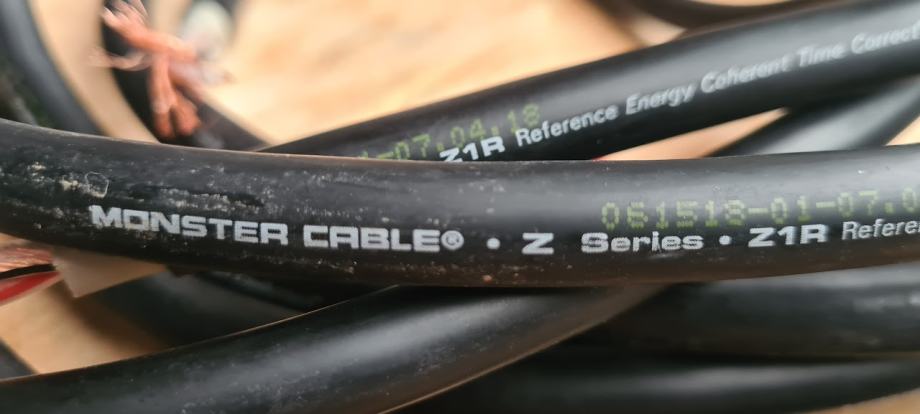 -07.04.18
Z1R Reference Energy Coherent Time Correct
061518-01-07.0
MONSTER CABLE® • Z Series • Z1R Refere